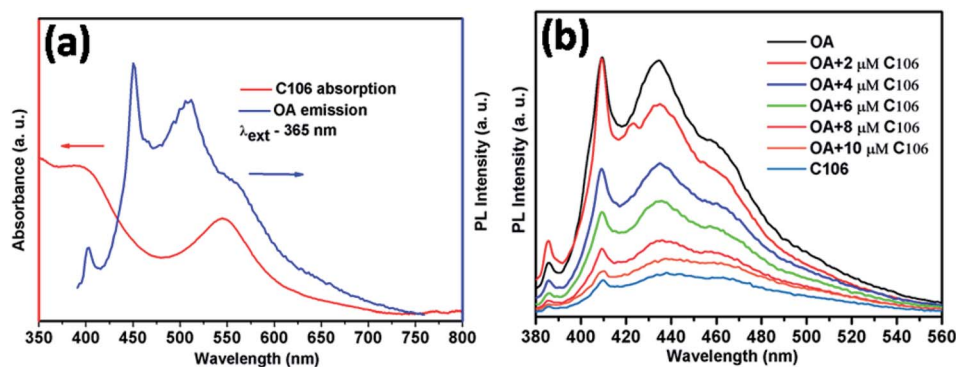 (a)
C106 absorption
OA emission
λext - 365 nm
Absorbance (a. u.)
PL Intensity (a. u.)
350 400 450 500 550 600 650 700 750 800
Wavelength (nm)
(b)
OA
OA+2 μM C106
OA+4 μM C106
OA+6 μM C106
OA+8 μM C106
OA+10 μM C106
C106
PL Intensity (a. u.)
380 400 420 440 460 480 500 520 540 560
Wavelength (nm)